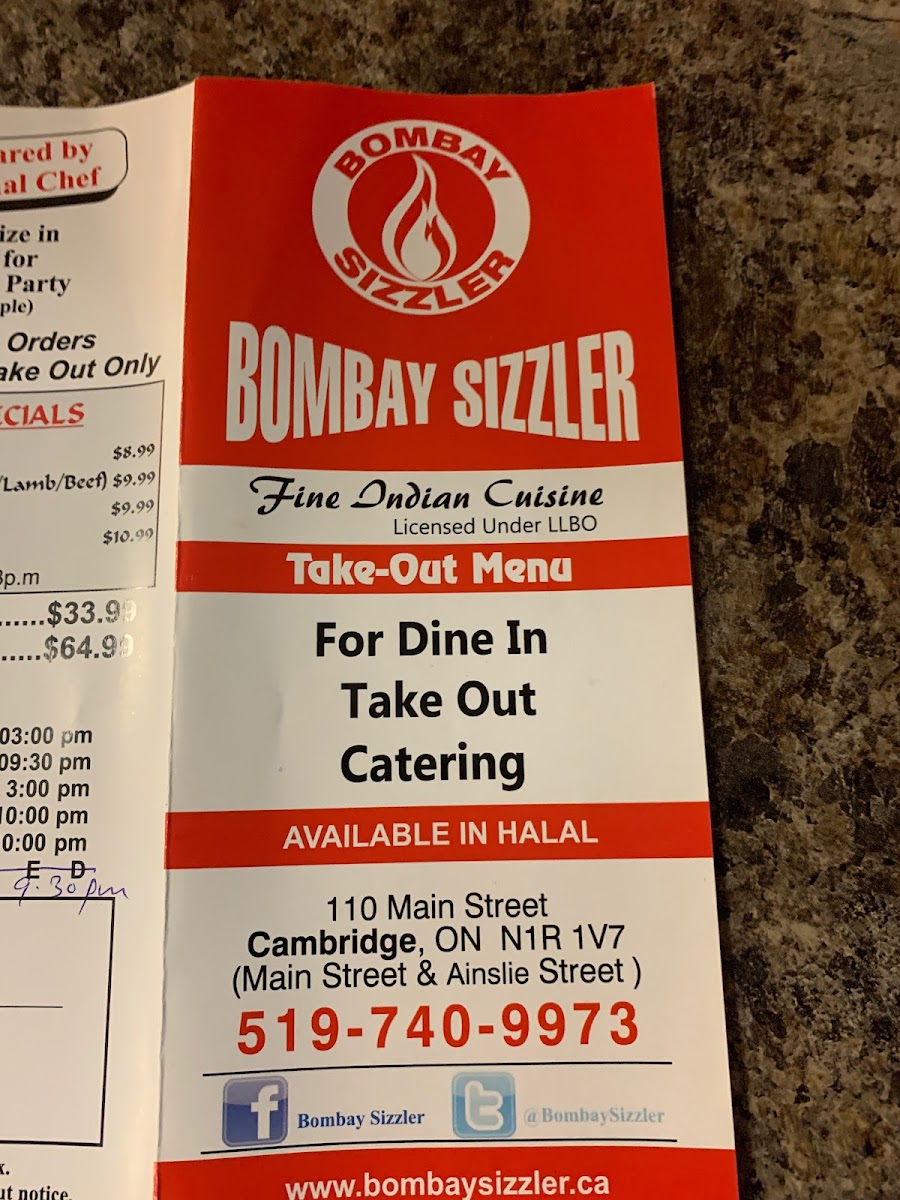 ared by
al Chef
ize in
for
Party
ple)
Orders
ake Out Only
CIALS
$8.99
/Lamb/Beef) $9.99
$9.99
$10.99
3p.m
......$33.99
.....$64.99
03:00 pm
09:30 pm
3:00 pm
10:00 pm
0:00 pm
E D
9.30 pm
x.
ut notice.
BOMBAY
SIZZLER
BOMBAY SIZZLER
Fine Indian Cuisine
Licensed Under LLBO
Take-Out Menu
For Dine In
Take Out
Catering
AVAILABLE IN HALAL
110 Main Street
Cambridge, ON N1R 1V7
(Main Street & Ainslie Street )
519-740-9973
f Bombay Sizzler
t @BombaySizzler
www.bombaysizzler.ca